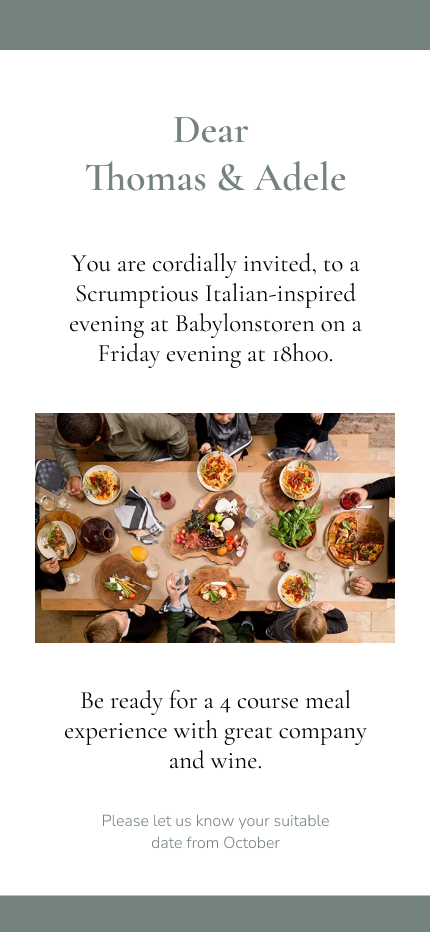 Dear
Thomas & Adele
You are cordially invited, to a
Scrumptious Italian-inspired
evening at Babylonstoren on a
Friday evening at 18h00.
Be ready for a 4 course meal
experience with great company
and wine.
Please let us know your suitable
date from October